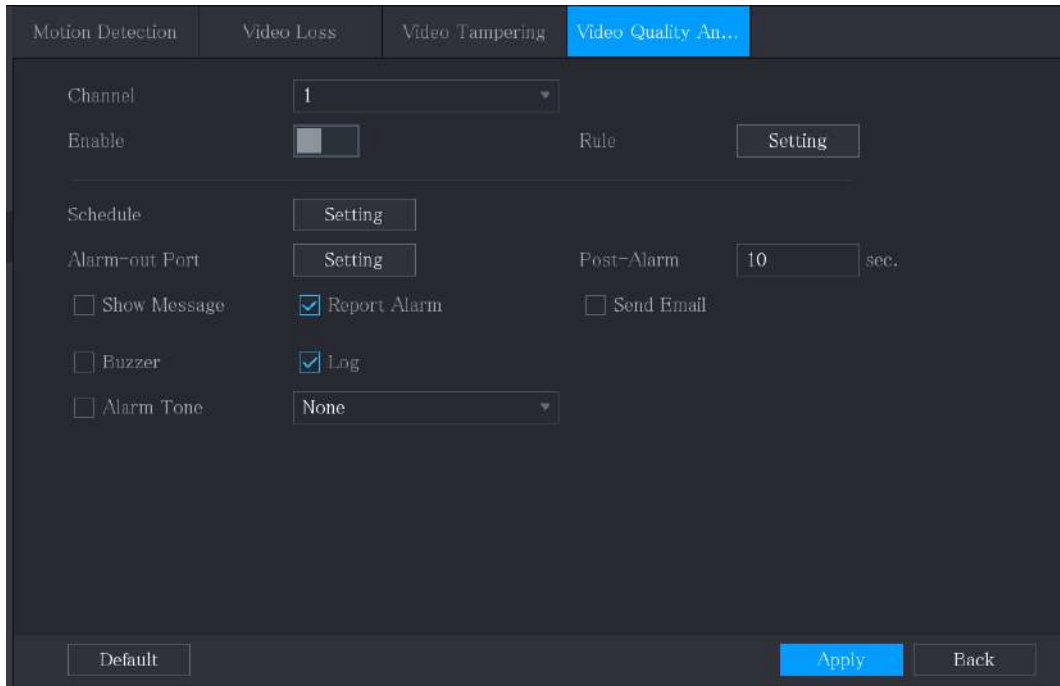 Motion Detection Video Loss Video Tampering Video Quality An...
Channel 1
Enable Rule Setting
Schedule Setting
Alarm-out Port Setting Post-Alarm 10 sec.
Show Message Report Alarm Send Email
Buzzer Log
Alarm Tone None
Default Apply Back